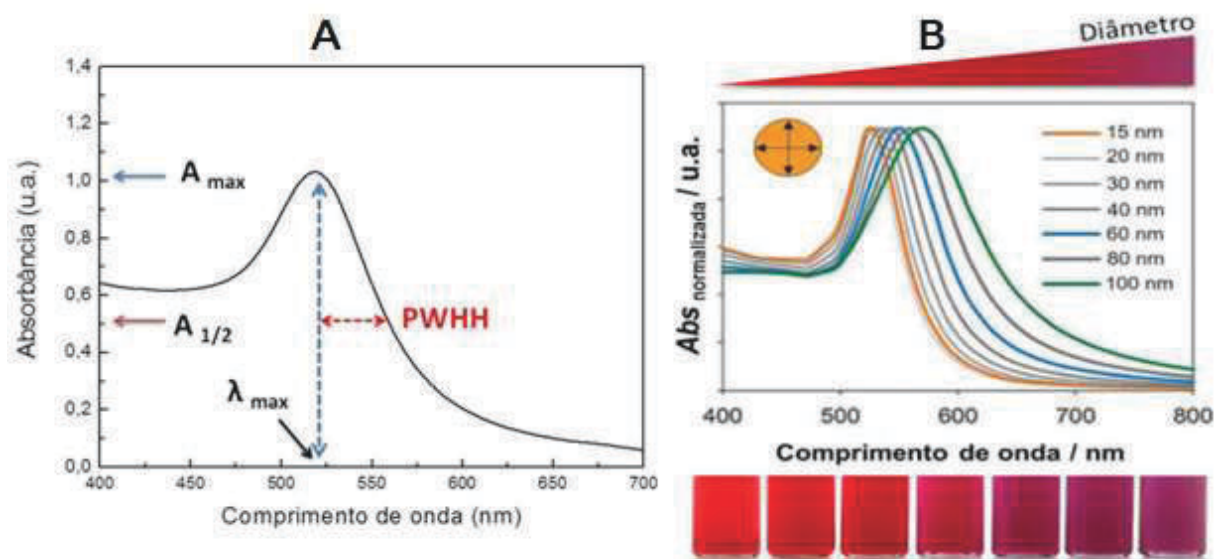 A
1,4
1,2
1,0
0,8
0,6
0,4
0,2
0,0
A max
A 1/2
PWHH
λ max
400
450
500
550
600
650
700
Absorbância (u.a.)
Comprimento de onda (nm)
B
Diâmetro
15 nm
20 nm
30 nm
40 nm
60 nm
80 nm
100 nm
Abs normalizada / u.a.
400
500
600
700
800
Comprimento de onda / nm